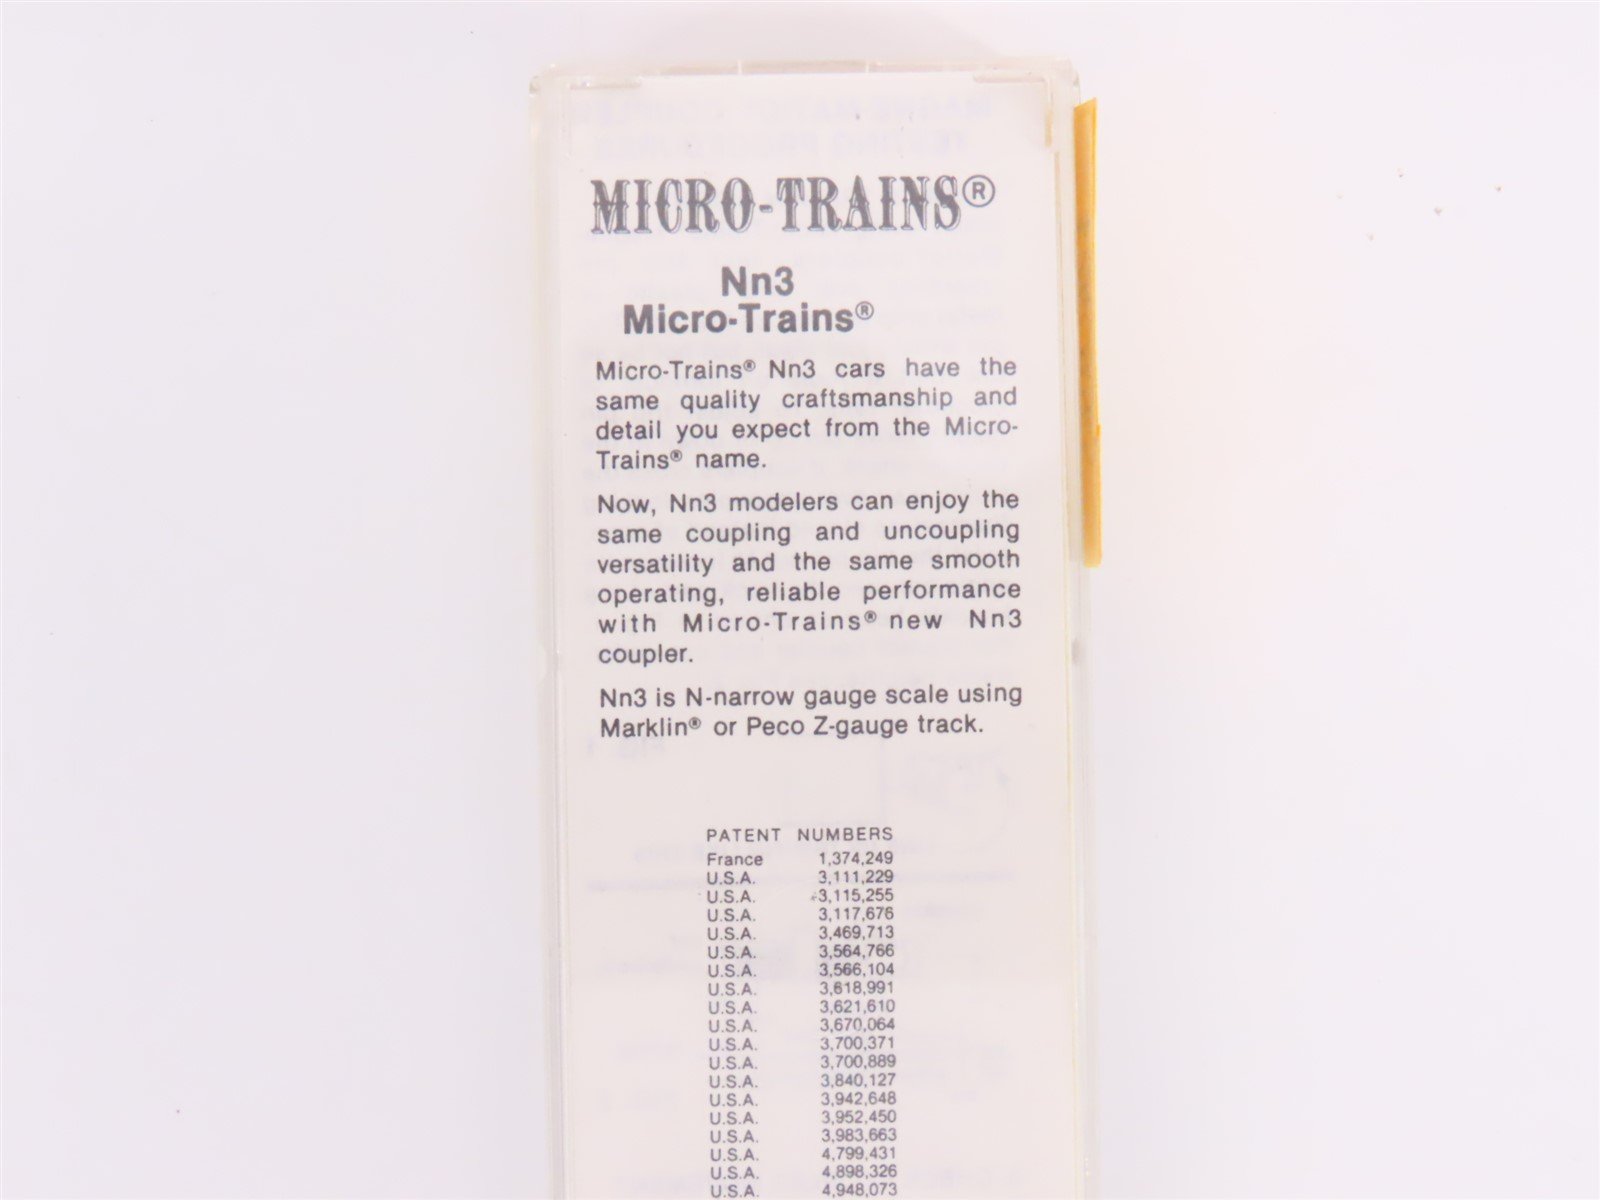 MICRO-TRAINS®
Nn3
Micro-Trains®
Micro-Trains® Nn3 cars have the
same quality craftsmanship and
detail you expect from the Micro-
Trains® name.
Now, Nn3 modelers can enjoy the
same coupling and uncoupling
versatility and the same smooth
operating, reliable performance
with Micro-Trains® new Nn3
coupler.
Nn3 is N-narrow gauge scale using
Marklin® or Peco Z-gauge track.
PATENT NUMBERS
France 1,374,249
U.S.A. 3,111,229
U.S.A. 3,115,255
U.S.A. 3,117,676
U.S.A. 3,469,713
U.S.A. 3,564,766
U.S.A. 3,566,104
U.S.A. 3,618,991
U.S.A. 3,621,610
U.S.A. 3,670,064
U.S.A. 3,700,371
U.S.A. 3,700,889
U.S.A. 3,840,127
U.S.A. 3,942,648
U.S.A. 3,952,450
U.S.A. 3,983,663
U.S.A. 4,799,431
U.S.A. 4,898,326
U.S.A. 4,948,073